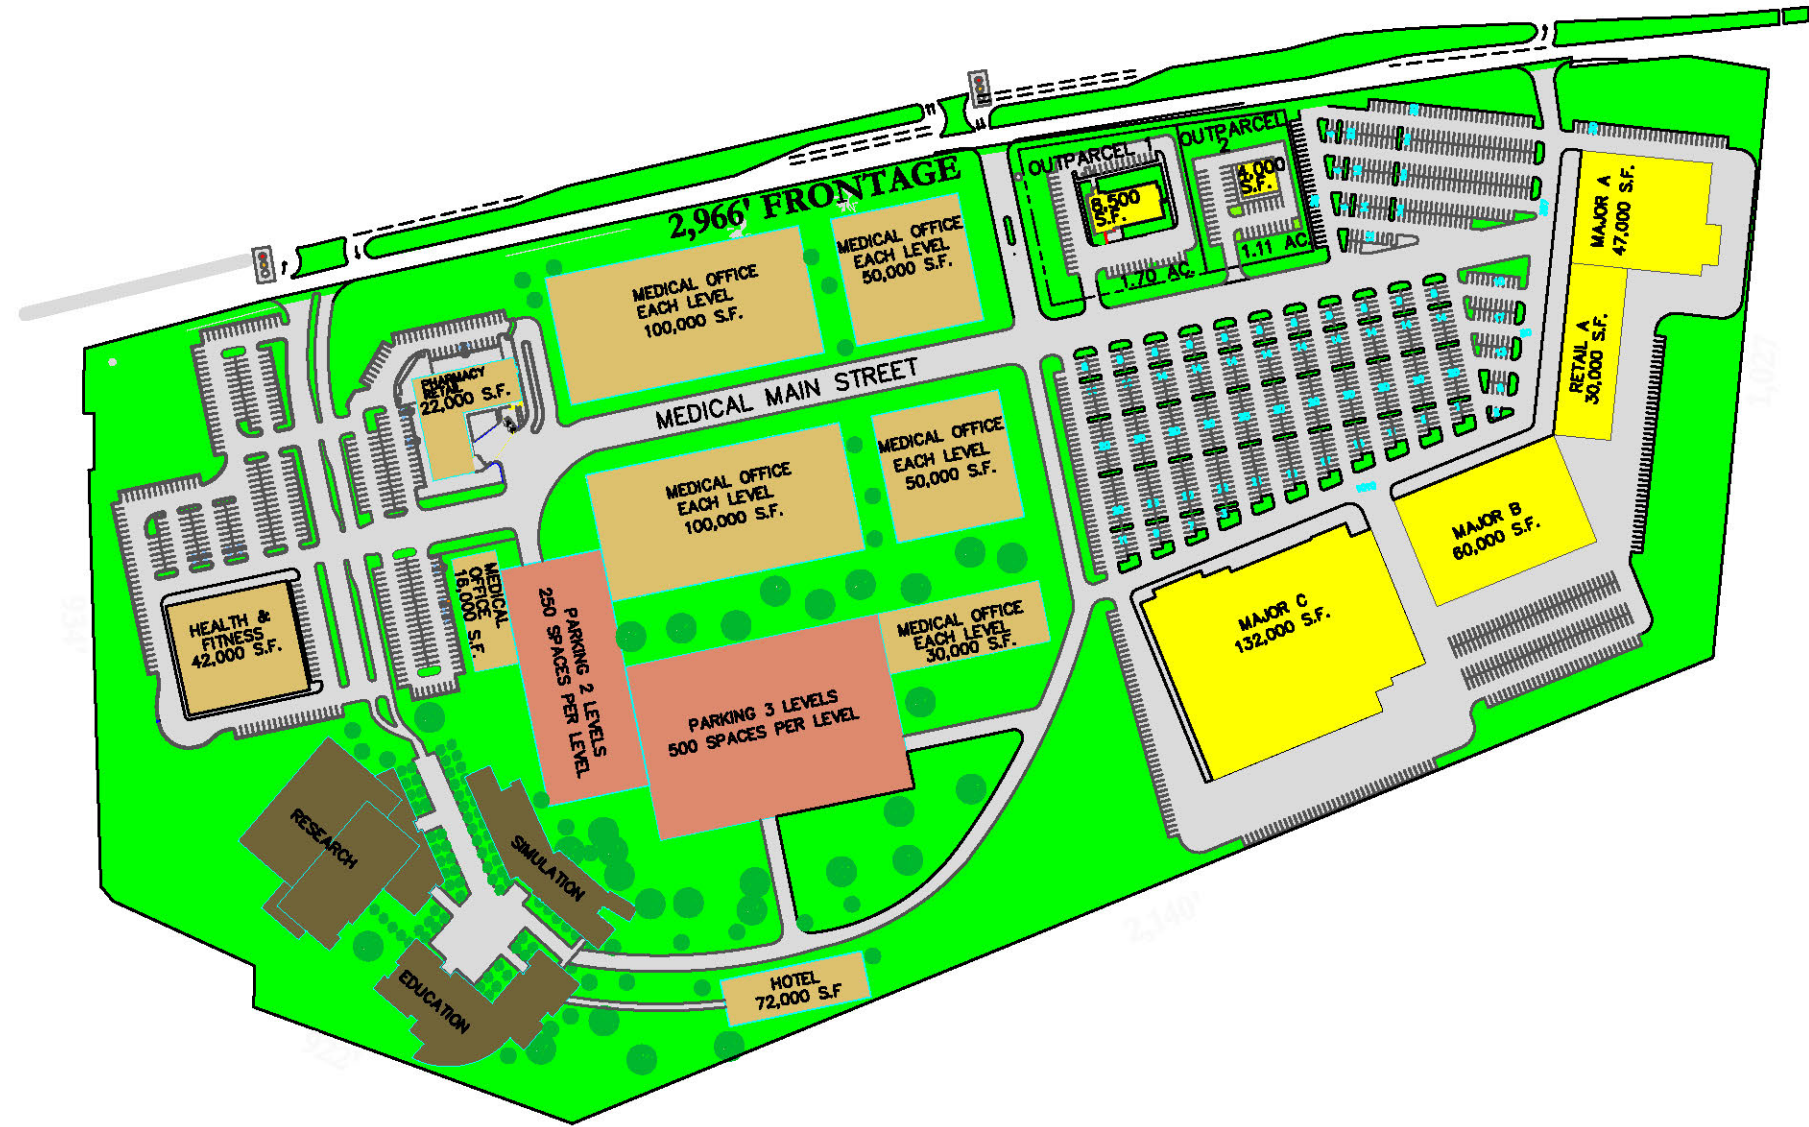 2,966' FRONTAGE
OUTPARCEL 1
OUTPARCEL
2
8,500
S.F.
4,000
S.F.
1.70 AC.
1.11 AC.
MAJOR A
47,000 S.F.
RETAIL A
30,000 S.F.
MAJOR B
60,000 S.F.
MAJOR C
132,000 S.F.
MEDICAL OFFICE
EACH LEVEL
100,000 S.F.
MEDICAL OFFICE
EACH LEVEL
50,000 S.F.
PHARMACY
RETAIL
22,000 S.F.
MEDICAL MAIN STREET
MEDICAL OFFICE
EACH LEVEL
100,000 S.F.
MEDICAL OFFICE
EACH LEVEL
50,000 S.F.
HEALTH &
FITNESS
42,000 S.F.
MEDICAL
OFFICE
PARKING 2 LEVELS
250 SPACES PER LEVEL
MEDICAL OFFICE
EACH LEVEL
30,000 S.F.
PARKING 3 LEVELS
500 SPACES PER LEVEL
RESEARCH
SIMULATION
EDUCATION
HOTEL
72,000 S.F
1,027
2,140'